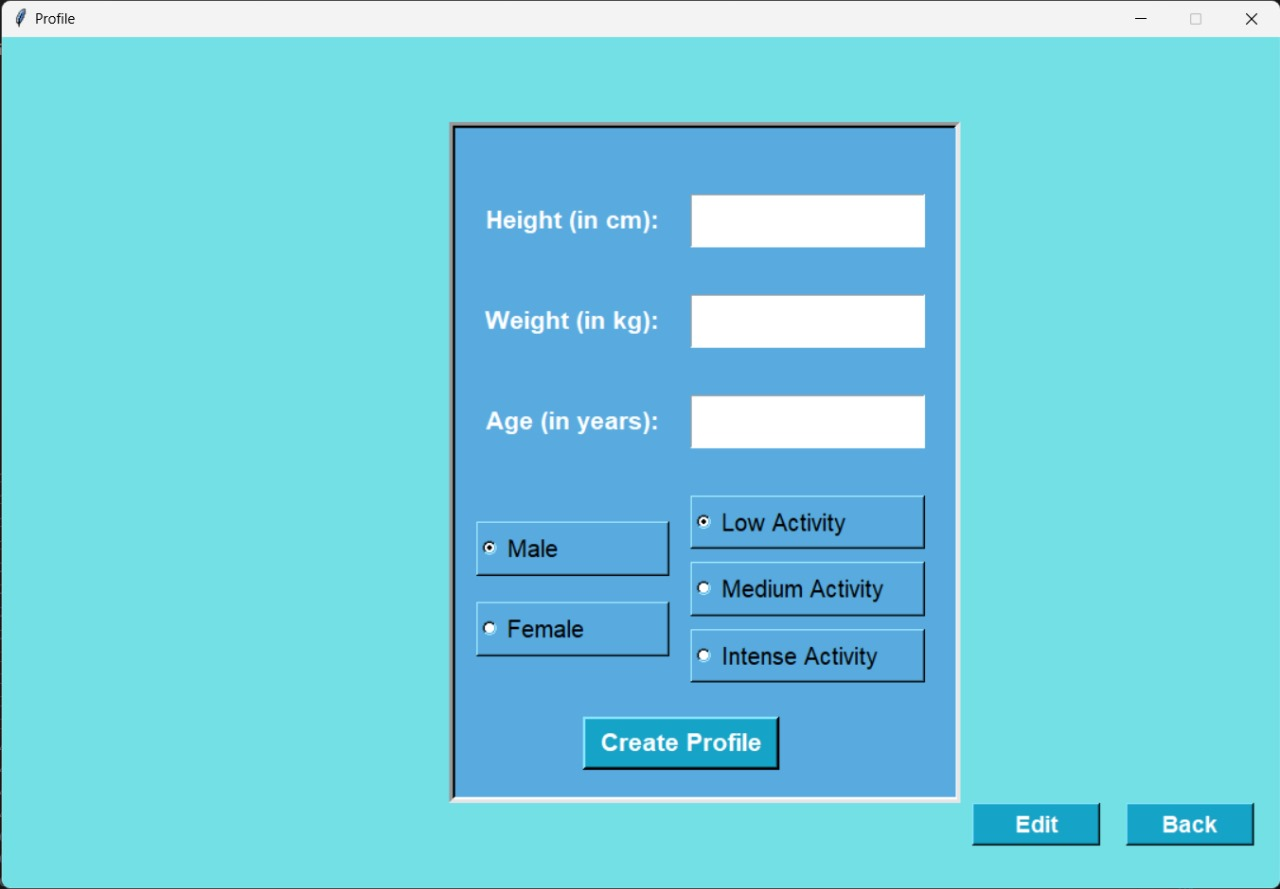 Profile
Height (in cm):
Weight (in kg):
Age (in years):
Male
Female
Low Activity
Medium Activity
Intense Activity
Create Profile
Edit
Back